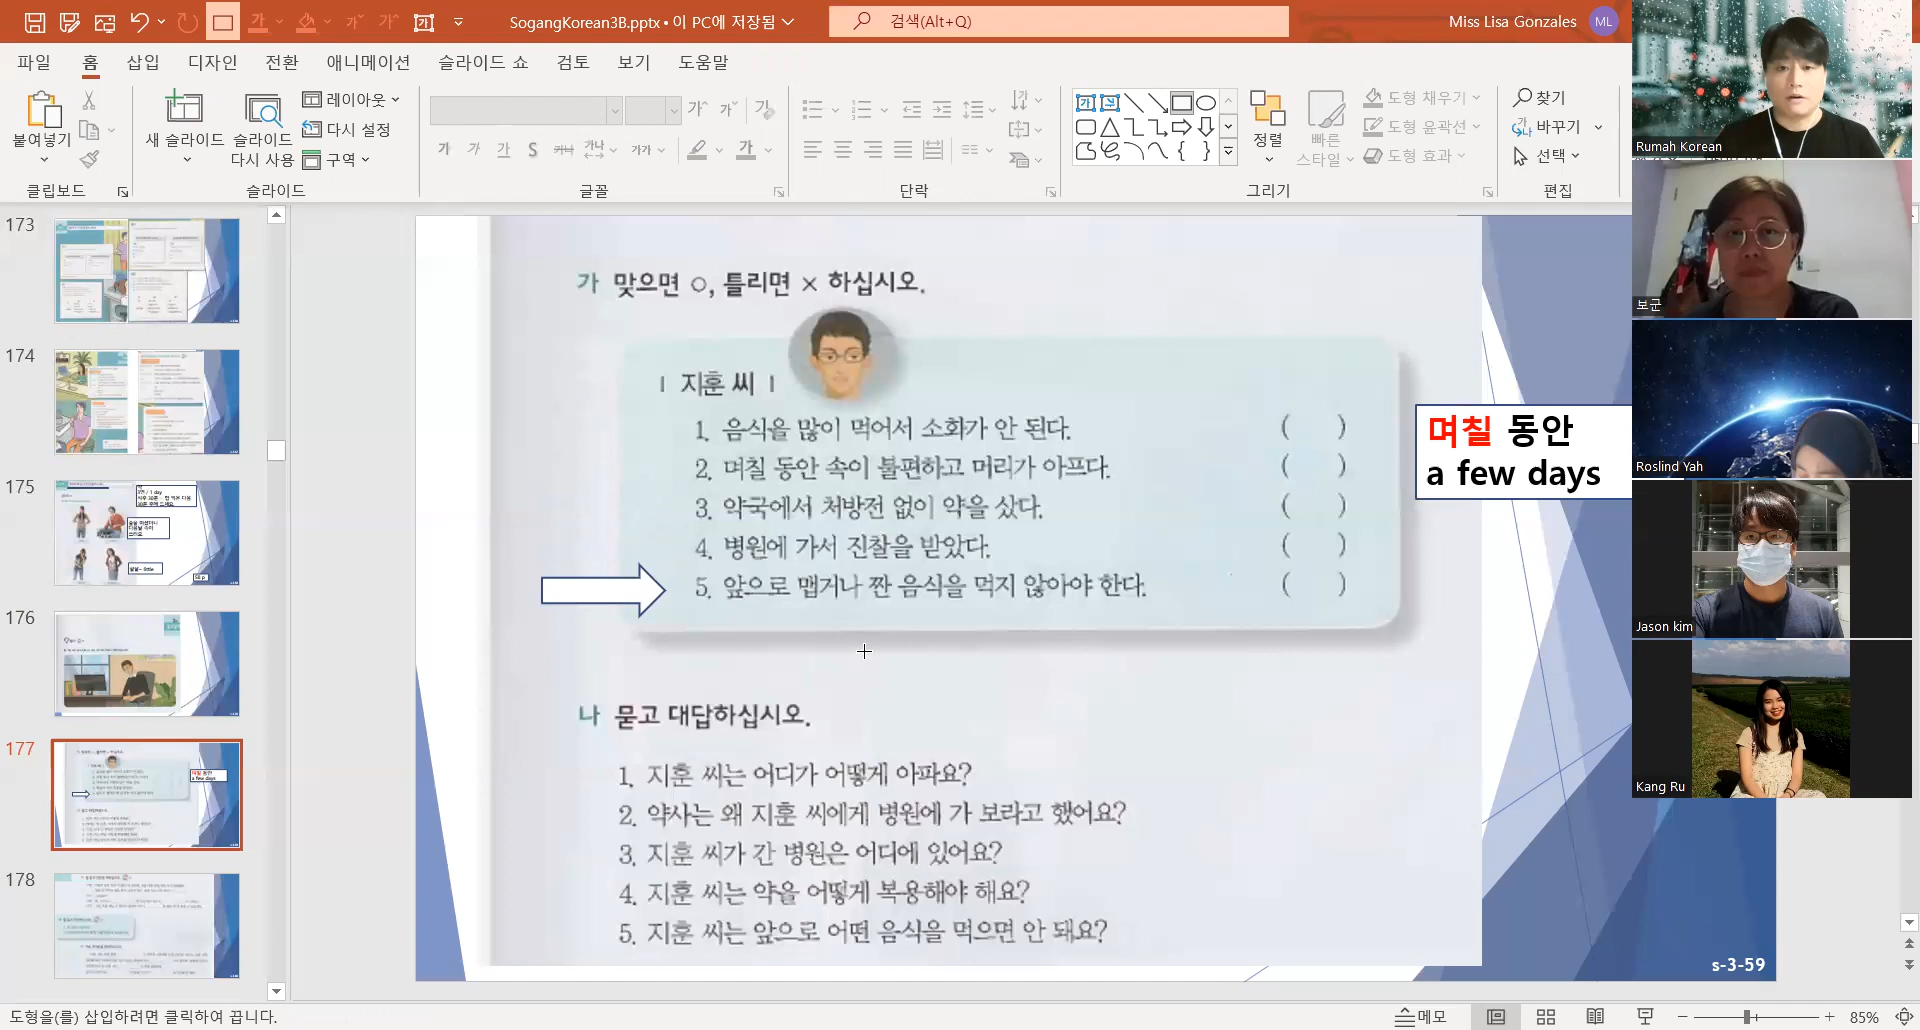 SogangKorean3B.pptx • 이 PC에 저장됨
검색(Alt+Q)
Miss Lisa Gonzales
ML
파일 홈 삽입 디자인 전환 애니메이션 슬라이드 쇼 검토 보기 도움말
붙여넣기
새 슬라이드
슬라이드 다시 사용
레이아웃
다시 설정
구역
정렬
빠른 스타일
도형 채우기
도형 윤곽선
도형 효과
찾기
바꾸기
선택
클립보드
슬라이드
글꼴
단락
그리기
편집
173
174
175
176
177
178
가 맞으면 ○, 틀리면 × 하십시오.
| 지훈 씨 |
1. 음식을 많이 먹어서 소화가 안 된다. ( )
2. 며칠 동안 속이 불편하고 머리가 아프다. ( )
3. 약국에서 처방전 없이 약을 샀다. ( )
4. 병원에 가서 진찰을 받았다. ( )
5. 앞으로 맵거나 짠 음식을 먹지 않아야 한다. ( )
며칠 동안
a few days
나 묻고 대답하십시오.
1. 지훈 씨는 어디가 어떻게 아파요?
2. 약사는 왜 지훈 씨에게 병원에 가 보라고 했어요?
3. 지훈 씨가 간 병원은 어디에 있어요?
4. 지훈 씨는 약을 어떻게 복용해야 해요?
5. 지훈 씨는 앞으로 어떤 음식을 먹으면 안 돼요?
s-3-59
Rumah Korean
보군
Roslind Yah
Jason kim
Kang Ru
도형을(를) 삽입하려면 클릭하여 끕니다.
메모
85%